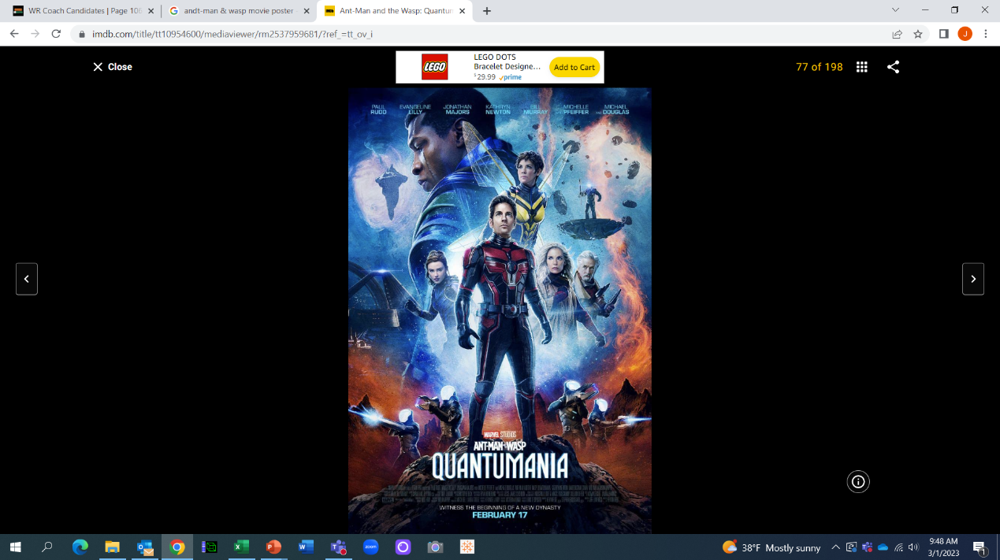 WR Coach Candidates | Page 106
andt-man & wasp movie poster
Ant-Man and the Wasp: Quantum
imdb.com/title/tt10954600/mediaviewer/rm2537959681/?ref_=tt_ov_i
J
Close
LEGO
LEGO DOTS
Bracelet Designe...
$29.99 prime
Add to Cart
77 of 198
PAUL RUDD
EVANGELINE LILLY
JONATHAN MAJORS
KATHRYN NEWTON
BILL MURRAY
MICHELLE PFEIFFER
AND MICHAEL DOUGLAS
MARVEL STUDIOS
ANT-MAN AND THE WASP
QUANTUMANIA
WITNESS THE BEGINNING OF A NEW DYNASTY
FEBRUARY 17
zoom
38°F Mostly sunny
9:48 AM
3/1/2023
1